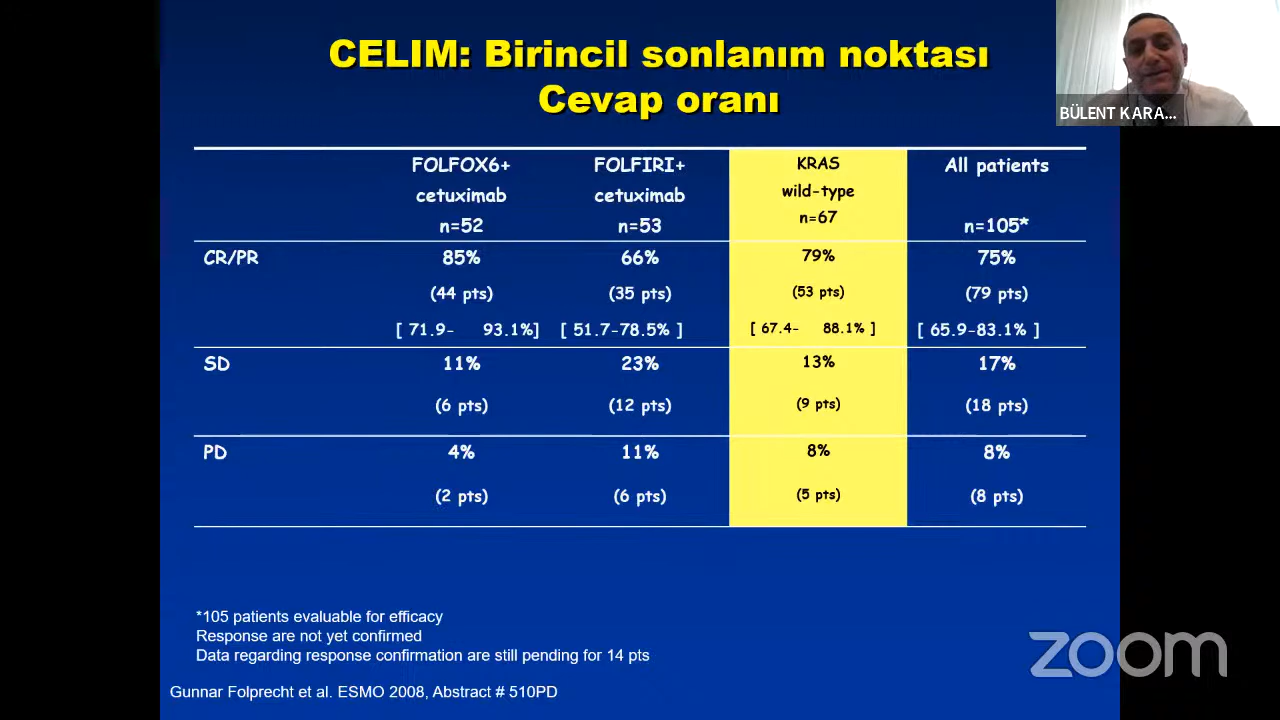 CELIM: Birincil sonlanım noktası
Cevap oranı
BÜLENT KARA...
FOLFOX6+ FOLFIRI+ KRAS All patients
cetuximab cetuximab wild-type
n=52 n=53 n=67 n=105*
CR/PR 85% 66% 79% 75%
(44 pts) (35 pts) (53 pts) (79 pts)
[ 71.9- 93.1%] [ 51.7-78.5% ] [ 67.4- 88.1% ] [ 65.9-83.1% ]
SD 11% 23% 13% 17%
(6 pts) (12 pts) (9 pts) (18 pts)
PD 4% 11% 8% 8%
(2 pts) (6 pts) (5 pts) (8 pts)
*105 patients evaluable for efficacy
Response are not yet confirmed
Data regarding response confirmation are still pending for 14 pts
Gunnar Folprecht et al. ESMO 2008, Abstract # 510PD
zoom